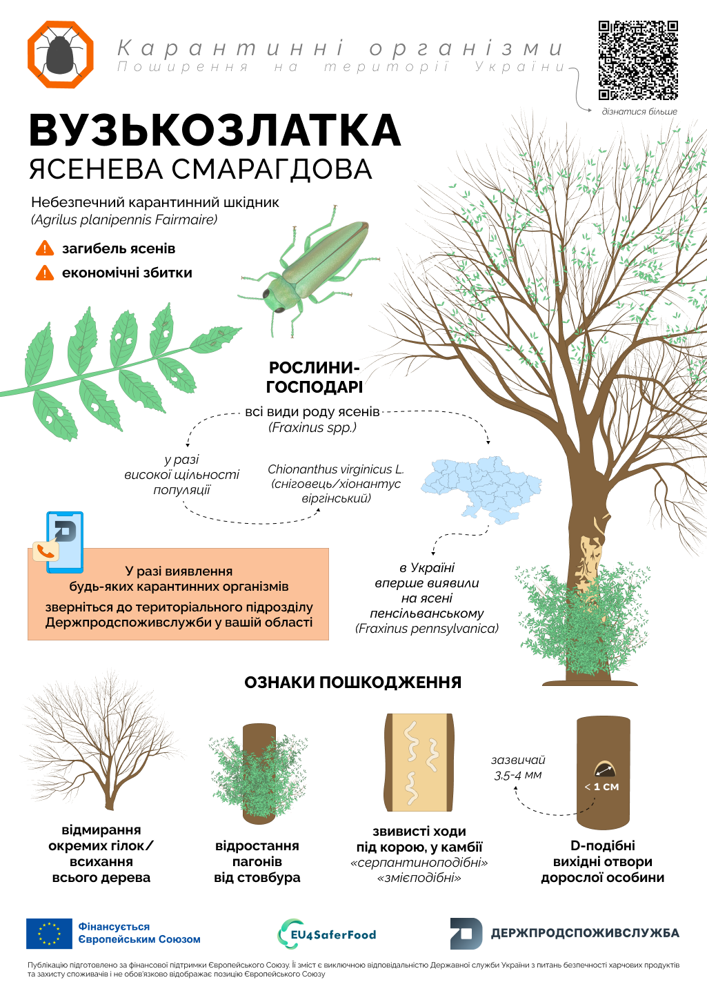 Карантинні організми
Поширення на території України
дізнатися більше
ВУЗЬКОЗЛАТКА
ЯСЕНЕВА СМАРАГДОВА
Небезпечний карантинний шкідник
(Agrilus planipennis Fairmaire)
загибель ясенів
економічні збитки
РОСЛИНИ-
ГОСПОДАРІ
всі види роду ясенів
(Fraxinus spp.)
у разі
високої щільності
популяції
Chionanthus virginicus L.
(сніговець/хіонантус
віргінський)
в Україні
вперше виявили
на ясені
пенсільванському
(Fraxinus pennsylvanica)
У разі виявлення
будь-яких карантинних організмів
зверніться до територіального підрозділу
Держпродспоживслужби у вашій області
ОЗНАКИ ПОШКОДЖЕННЯ
зазвичай
3,5-4 мм
< 1 см
відмирання
окремих гілок/
всихання
всього дерева
відростання
пагонів
від стовбура
звивисті ходи
під корою, у камбії
«серпантиноподібні»
«змієподібні»
D-подібні
вихідні отвори
дорослої особини
Фінансується
Європейським Союзом
EU4SaferFood
ДЕРЖПРОДСПОЖИВСЛУЖБА
Публікацію підготовлено за фінансової підтримки Європейського Союзу. Її зміст є виключною відповідальністю Державної служби України з питань безпечності харчових продуктів
та захисту споживачів і не обов'язково відображає позицію Європейського Союзу